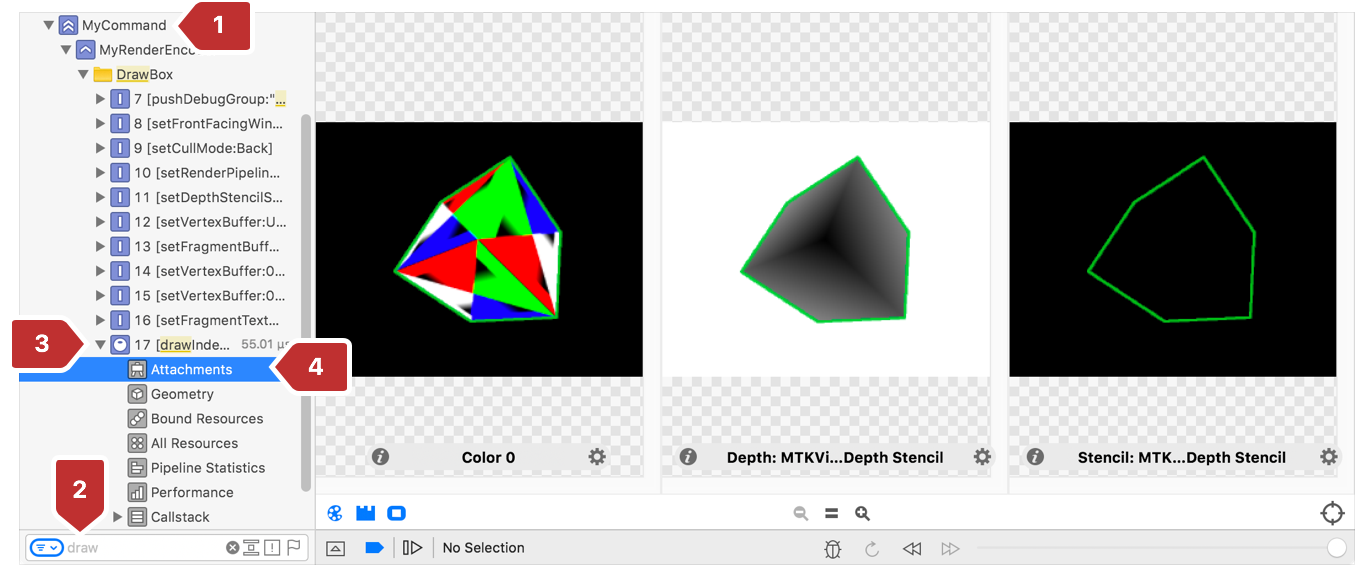 MyCommand
1
MyRenderEnco
DrawBox
7 [pushDebugGroup:"...
8 [setFrontFacingWin...
9 [setCullMode:Back]
10 [setRenderPipelin...
11 [setDepthStencilS...
12 [setVertexBuffer:U...
13 [setFragmentBuff...
14 [setVertexBuffer:0...
15 [setVertexBuffer:0...
16 [setFragmentText...
3
17 [drawInde... 55.01 µs
Attachments
4
Geometry
Bound Resources
All Resources
Pipeline Statistics
Performance
Callstack
2
draw
Color 0
Depth: MTKVi...Depth Stencil
Stencil: MTK...Depth Stencil
No Selection